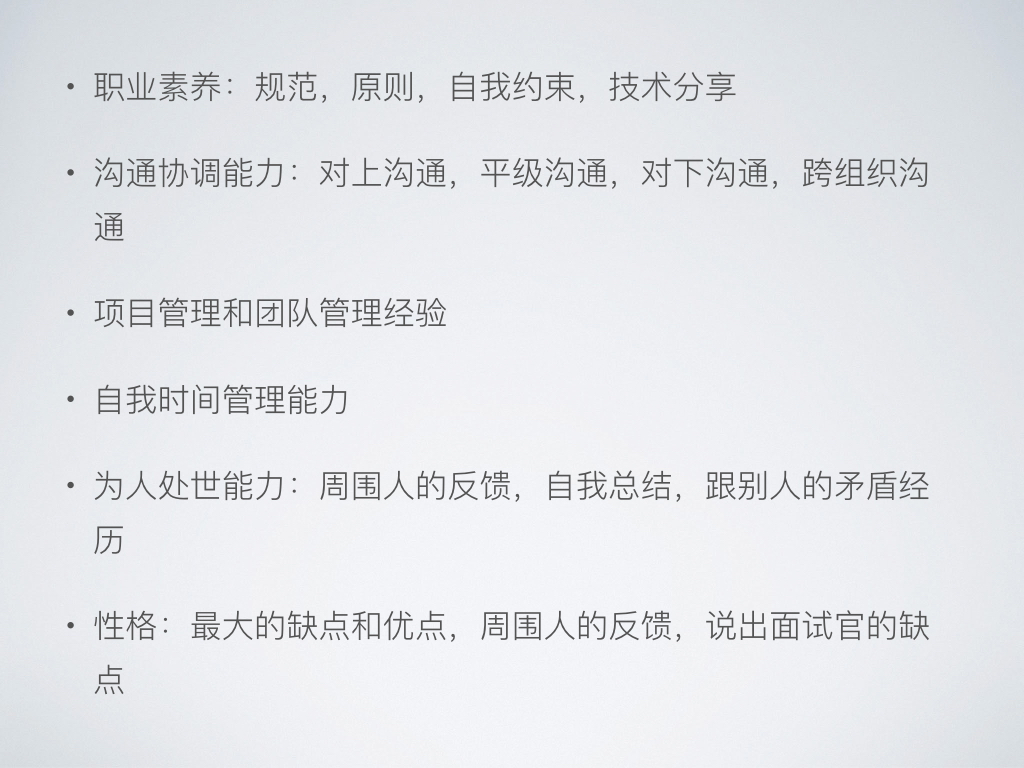 • 职业素养：规范，原则，自我约束，技术分享
• 沟通协调能力：对上沟通，平级沟通，对下沟通，跨组织沟
通
• 项目管理和团队管理经验
• 自我时间管理能力
• 为人处世能力：周围人的反馈，自我总结，跟别人的矛盾经
历
• 性格：最大的缺点和优点，周围人的反馈，说出面试官的缺
点